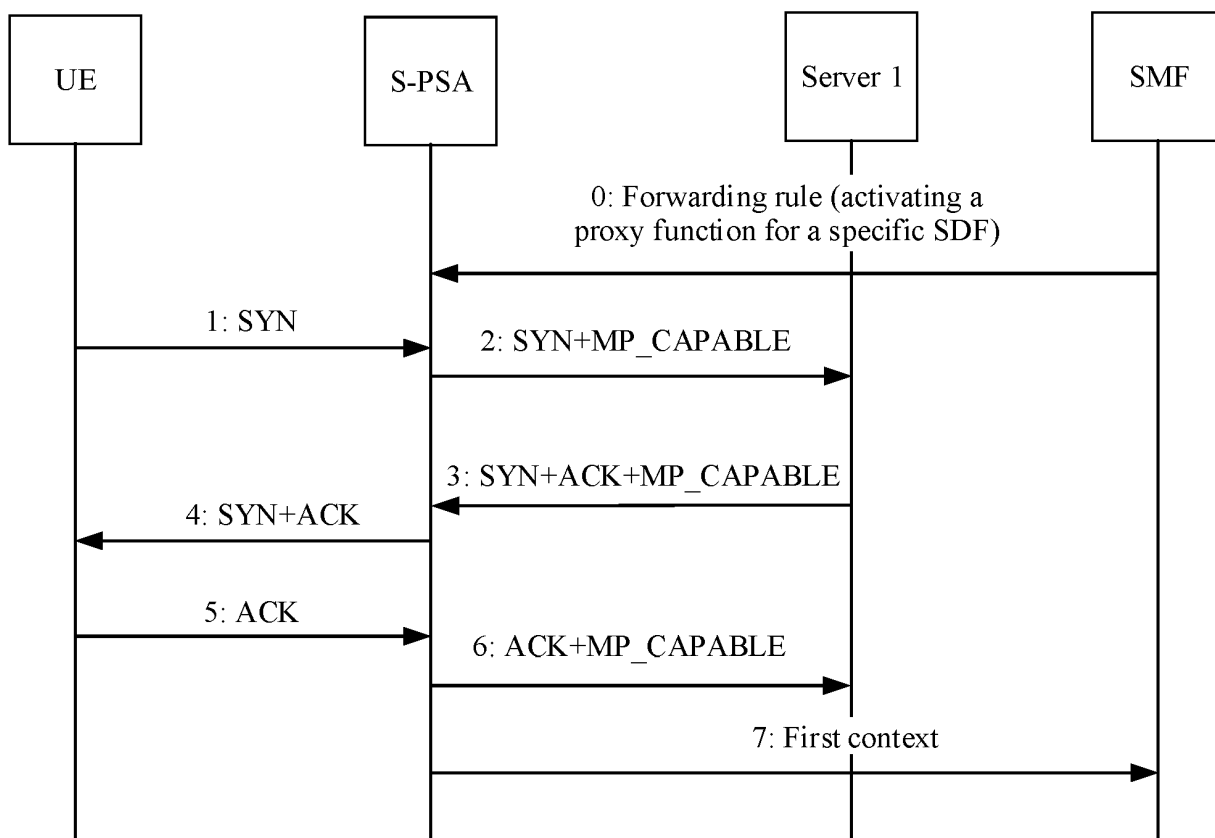 UE
S-PSA
Server 1
SMF
0: Forwarding rule (activating a
proxy function for a specific SDF)
1: SYN
2: SYN+MP_CAPABLE
3: SYN+ACK+MP_CAPABLE
4: SYN+ACK
5: ACK
6: ACK+MP_CAPABLE
7: First context